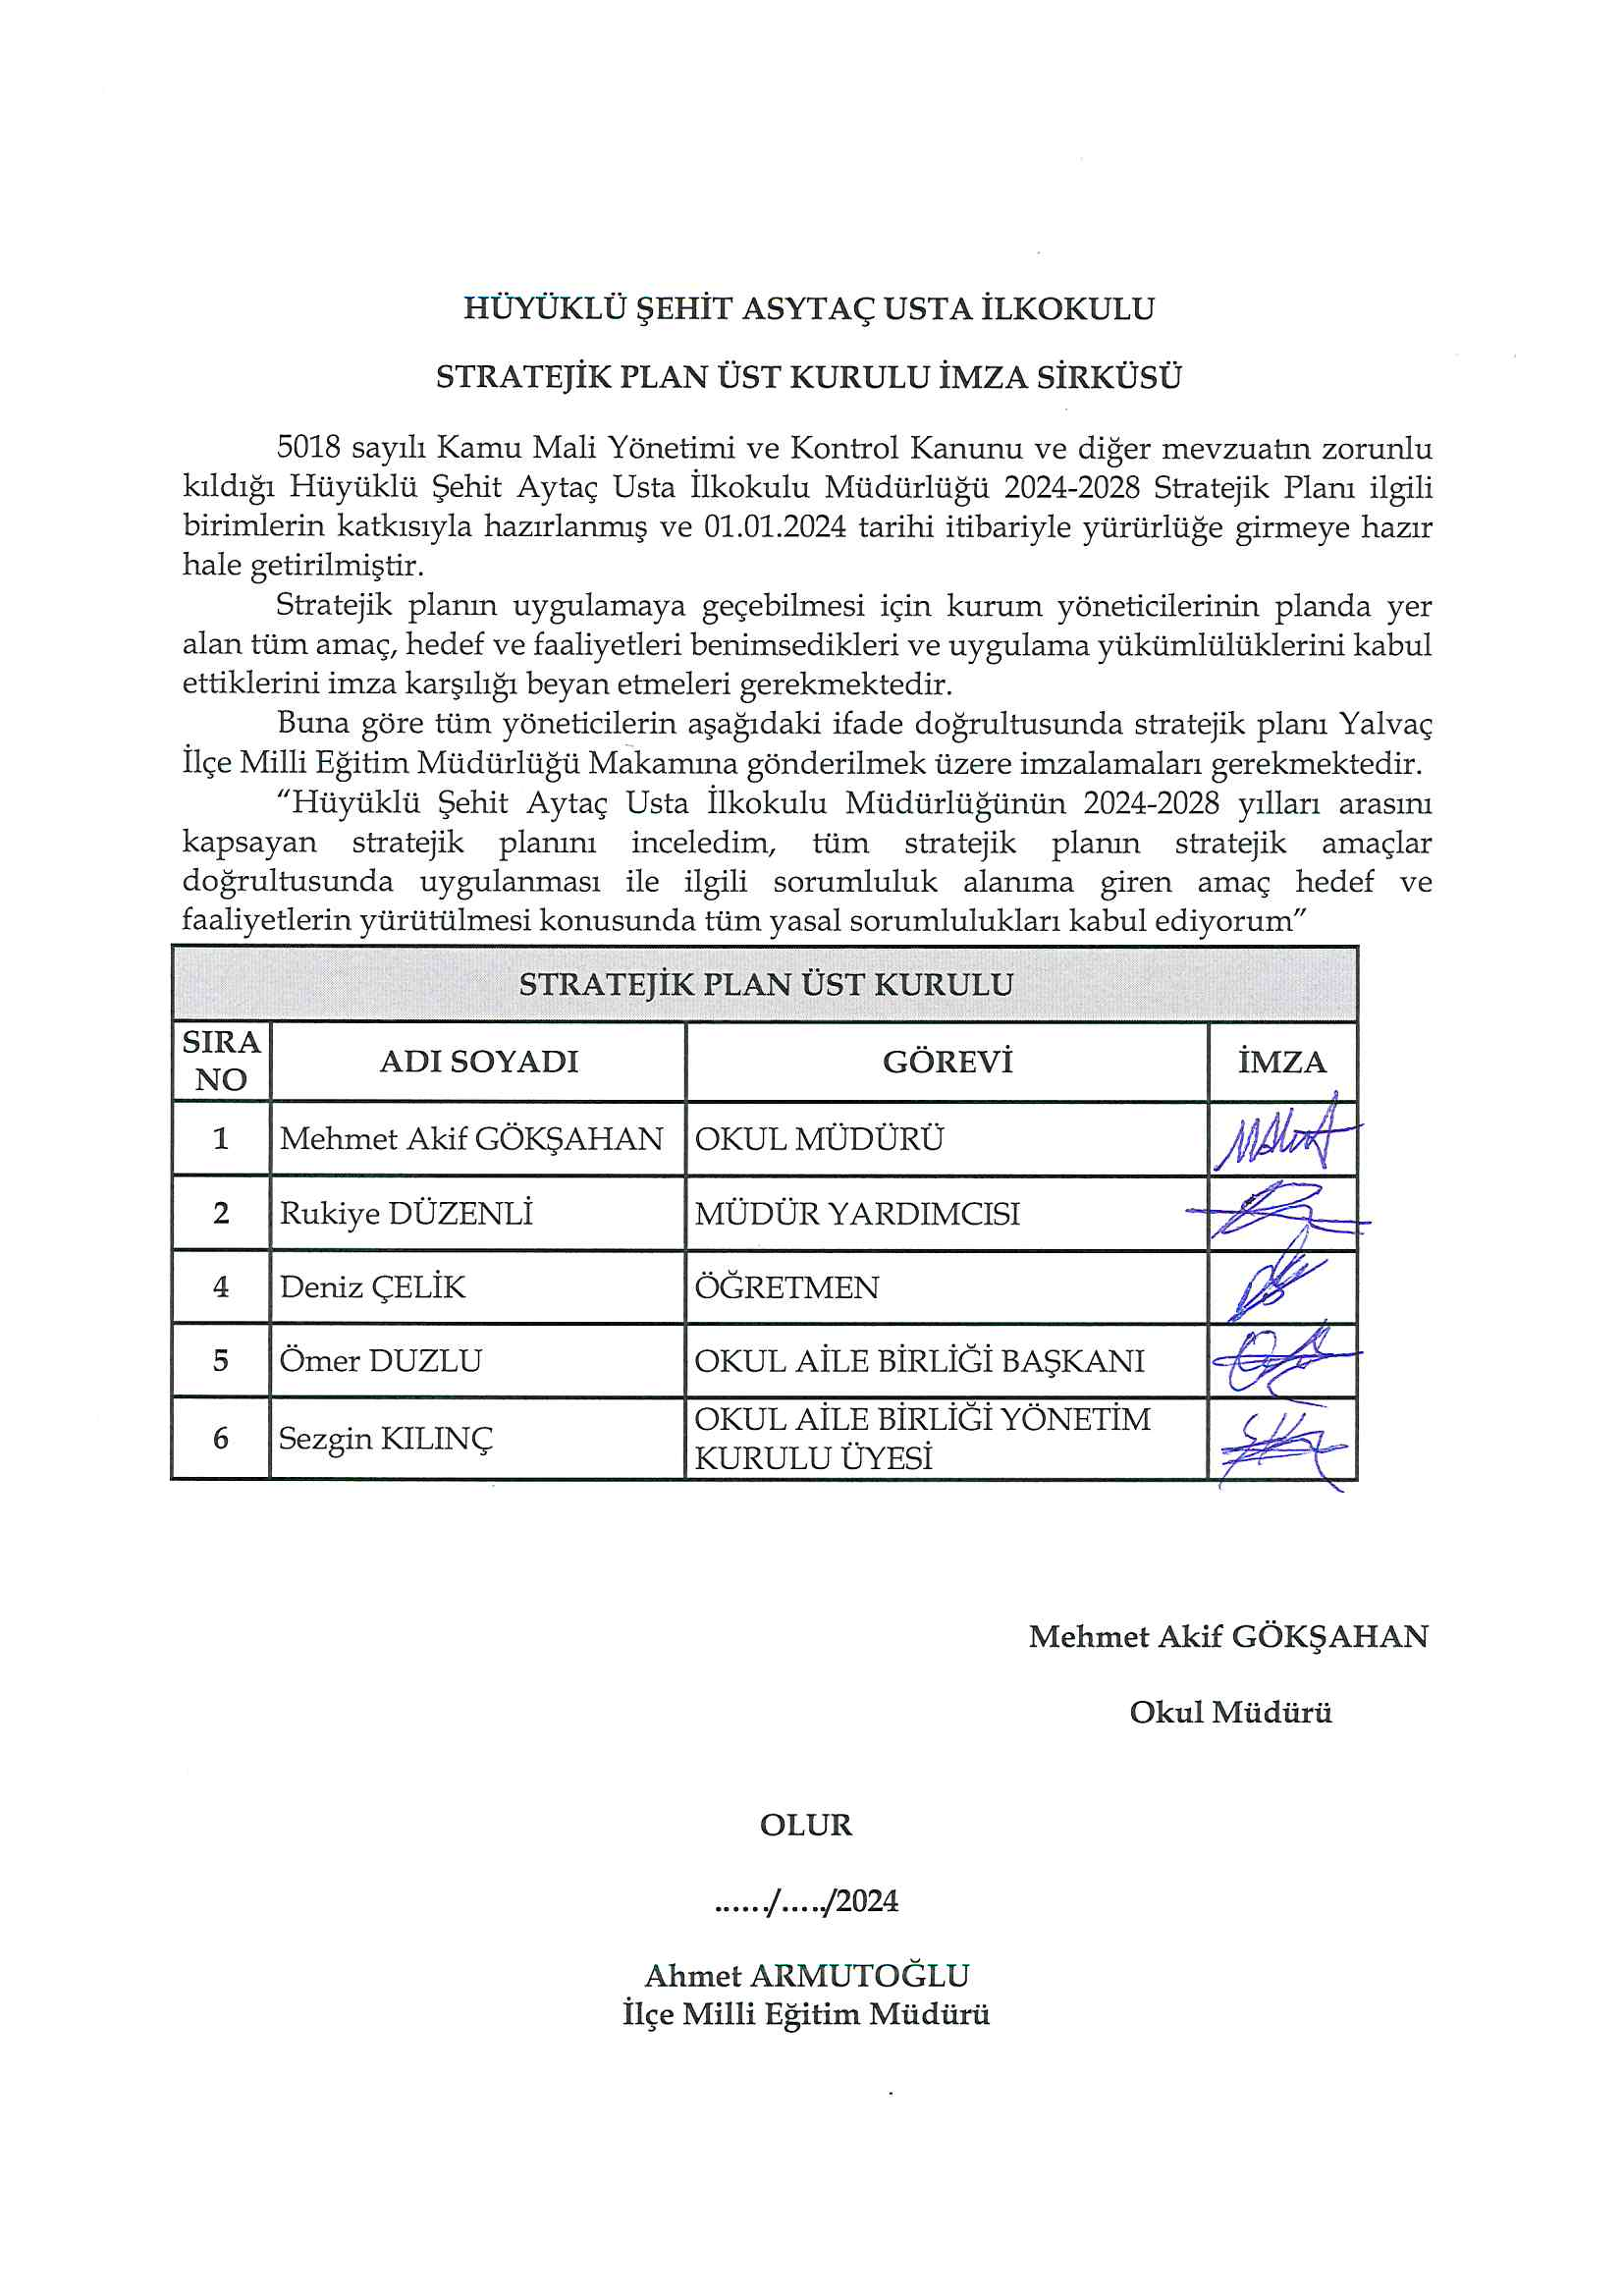 HÜYÜKLÜ ŞEHİT ASYTAÇ USTA İLKOKULU
STRATEJİK PLAN ÜST KURULU İMZA SİRKÜSÜ
5018 sayılı Kamu Mali Yönetimi ve Kontrol Kanunu ve diğer mevzuatın zorunlu
kıldığı Hüyüklü Şehit Aytaç Usta İlkokulu Müdürlüğü 2024-2028 Stratejik Planı ilgili
birimlerin katkısıyla hazırlanmış ve 01.01.2024 tarihi itibariyle yürürlüğe girmeye hazır
hale getirilmiştir.
Stratejik planın uygulamaya geçebilmesi için kurum yöneticilerinin planda yer
alan tüm amaç, hedef ve faaliyetleri benimsedikleri ve uygulama yükümlülüklerini kabul
ettiklerini imza karşılığı beyan etmeleri gerekmektedir.
Buna göre tüm yöneticilerin aşağıdaki ifade doğrultusunda stratejik planı Yalvaç
İlçe Milli Eğitim Müdürlüğü Makamına gönderilmek üzere imzalamaları gerekmektedir.
“Hüyüklü Şehit Aytaç Usta İlkokulu Müdürlüğünün 2024-2028 yılları arasını
kapsayan stratejik planını inceledim, tüm stratejik planın stratejik amaçlar
doğrultusunda uygulanması ile ilgili sorumluluk alanıma giren amaç hedef ve
faaliyetlerin yürütülmesi konusunda tüm yasal sorumlulukları kabul ediyorum”
STRATEJİK PLAN ÜST KURULU
SIRA NO ADI SOYADI GÖREVİ İMZA
1 Mehmet Akif GÖKŞAHAN OKUL MÜDÜRÜ
2 Rukiye DÜZENLİ MÜDÜR YARDIMCISI
4 Deniz ÇELİK ÖĞRETMEN
5 Ömer DUZLU OKUL AİLE BİRLİĞİ BAŞKANI
6 Sezgin KILINÇ OKUL AİLE BİRLİĞİ YÖNETİM
KURULU ÜYESİ
Mehmet Akif GÖKŞAHAN
Okul Müdürü
OLUR
....../...../2024
Ahmet ARMUTOĞLU
İlçe Milli Eğitim Müdürü